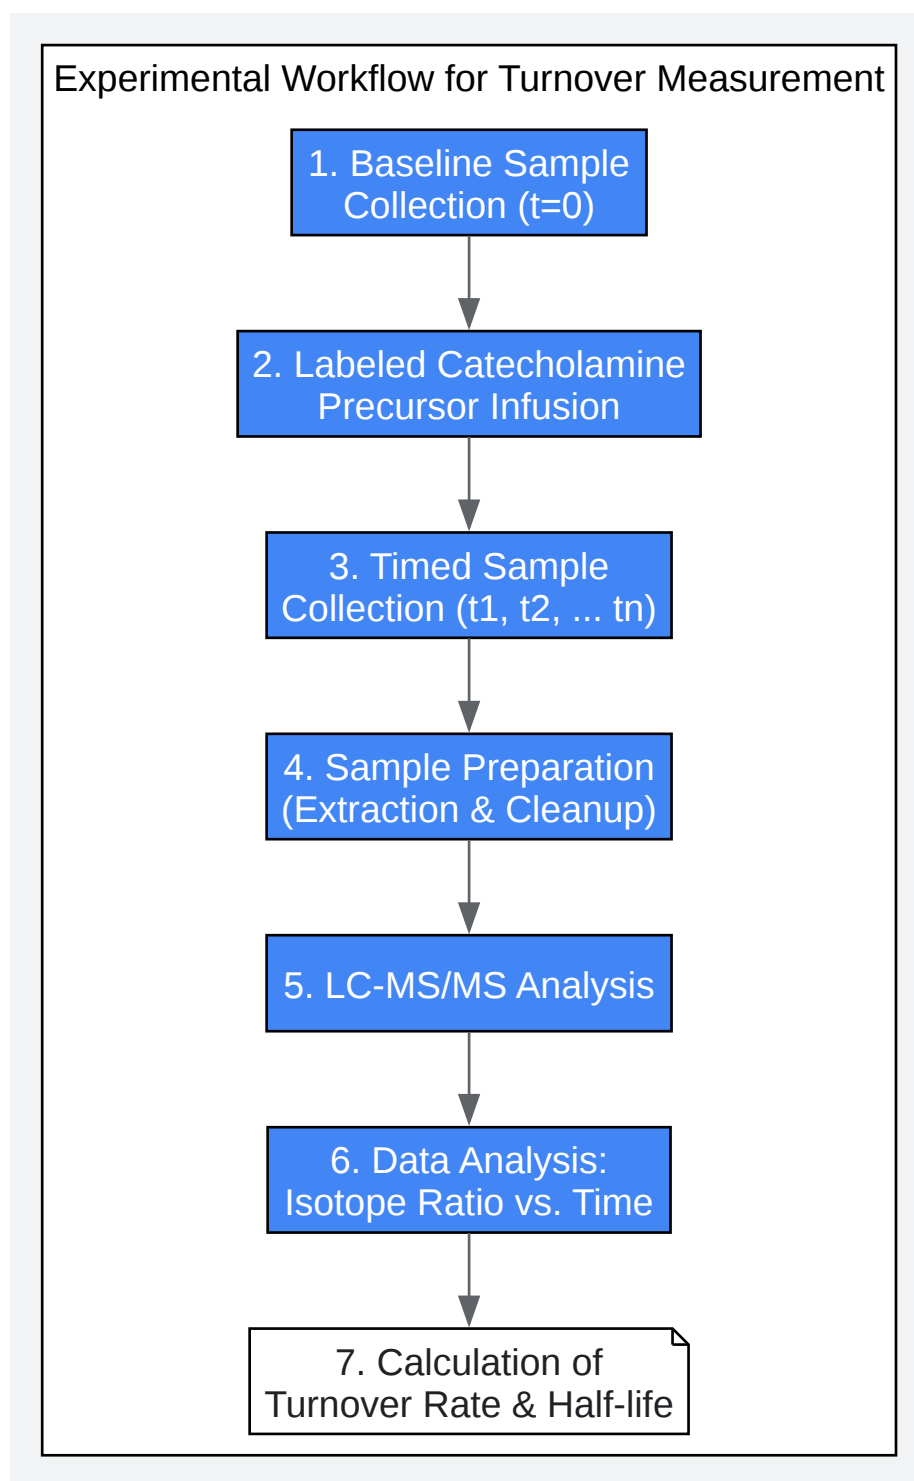 Experimental Workflow for Turnover Measurement
1. Baseline Sample
Collection (t=0)
2. Labeled Catecholamine
Precursor Infusion
3. Timed Sample
Collection (t1, t2, ... tn)
4. Sample Preparation
(Extraction & Cleanup)
5. LC-MS/MS Analysis
6. Data Analysis:
Isotope Ratio vs. Time
7. Calculation of
Turnover Rate & Half-life